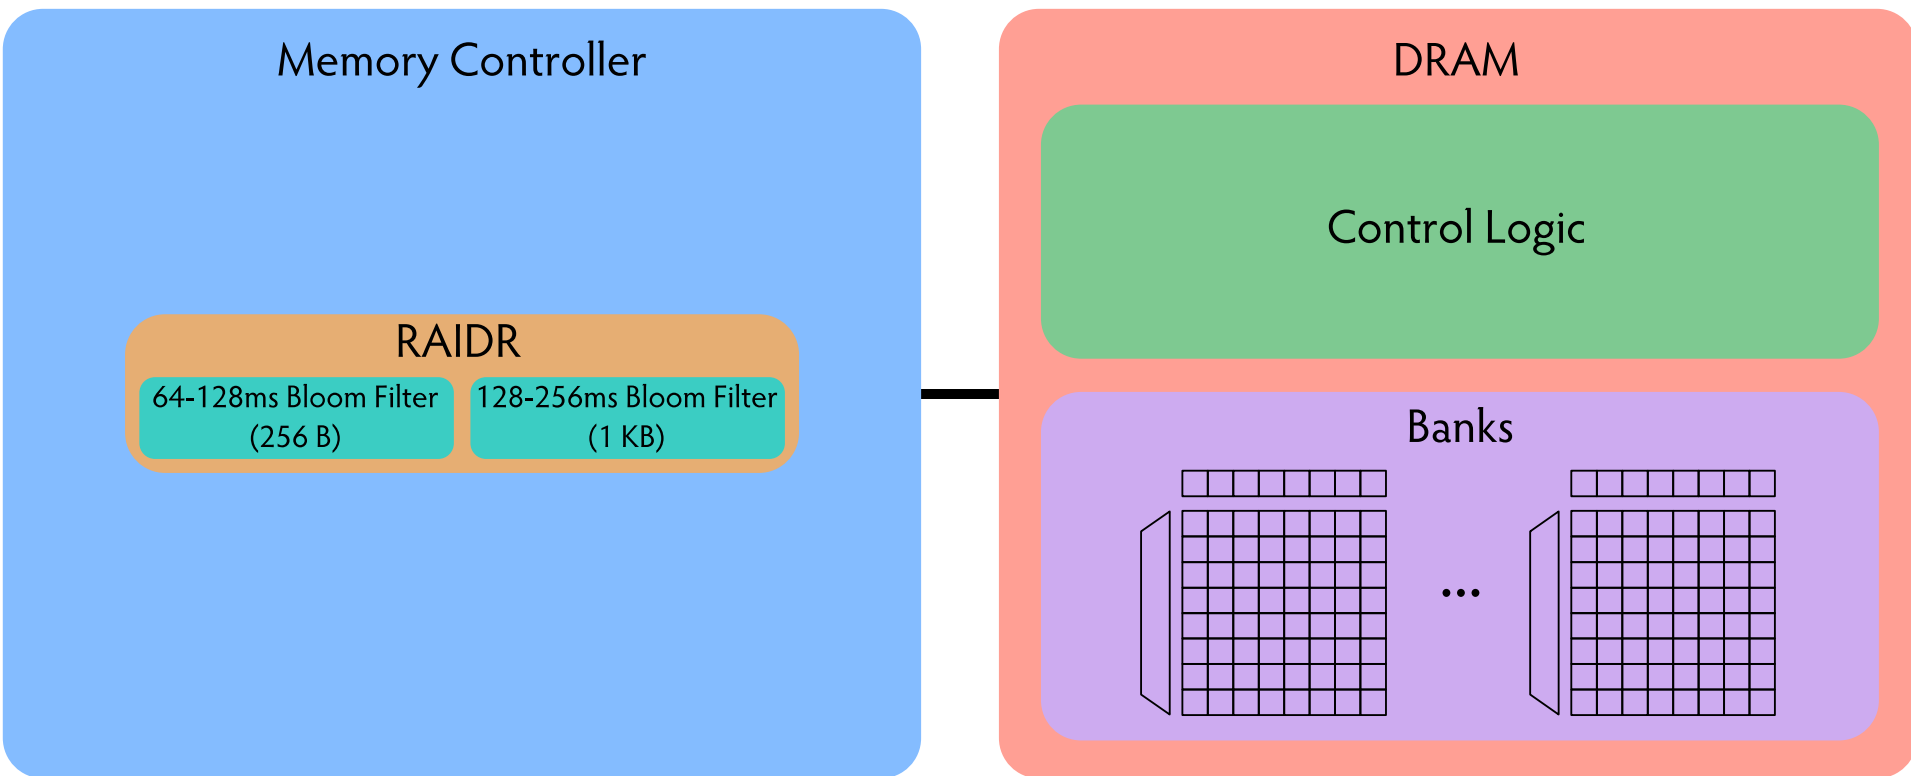 Memory Controller
RAIDR
64-128ms Bloom Filter
(256 B)
128-256ms Bloom Filter
(1 KB)
DRAM
Control Logic
Banks
...